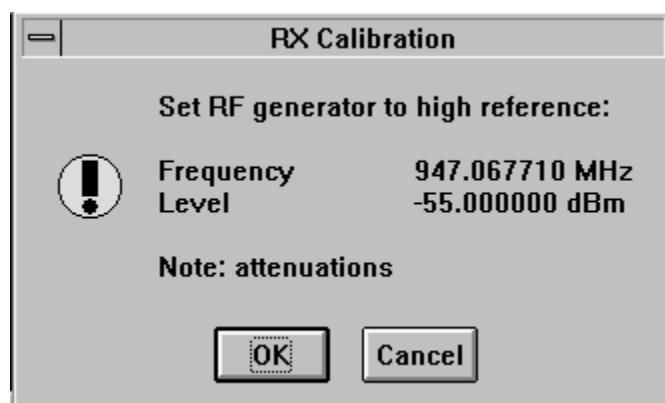 RX Calibration
Set RF generator to high reference:
Frequency 947.067710 MHz
Level -55.000000 dBm
Note: attenuations
OK Cancel